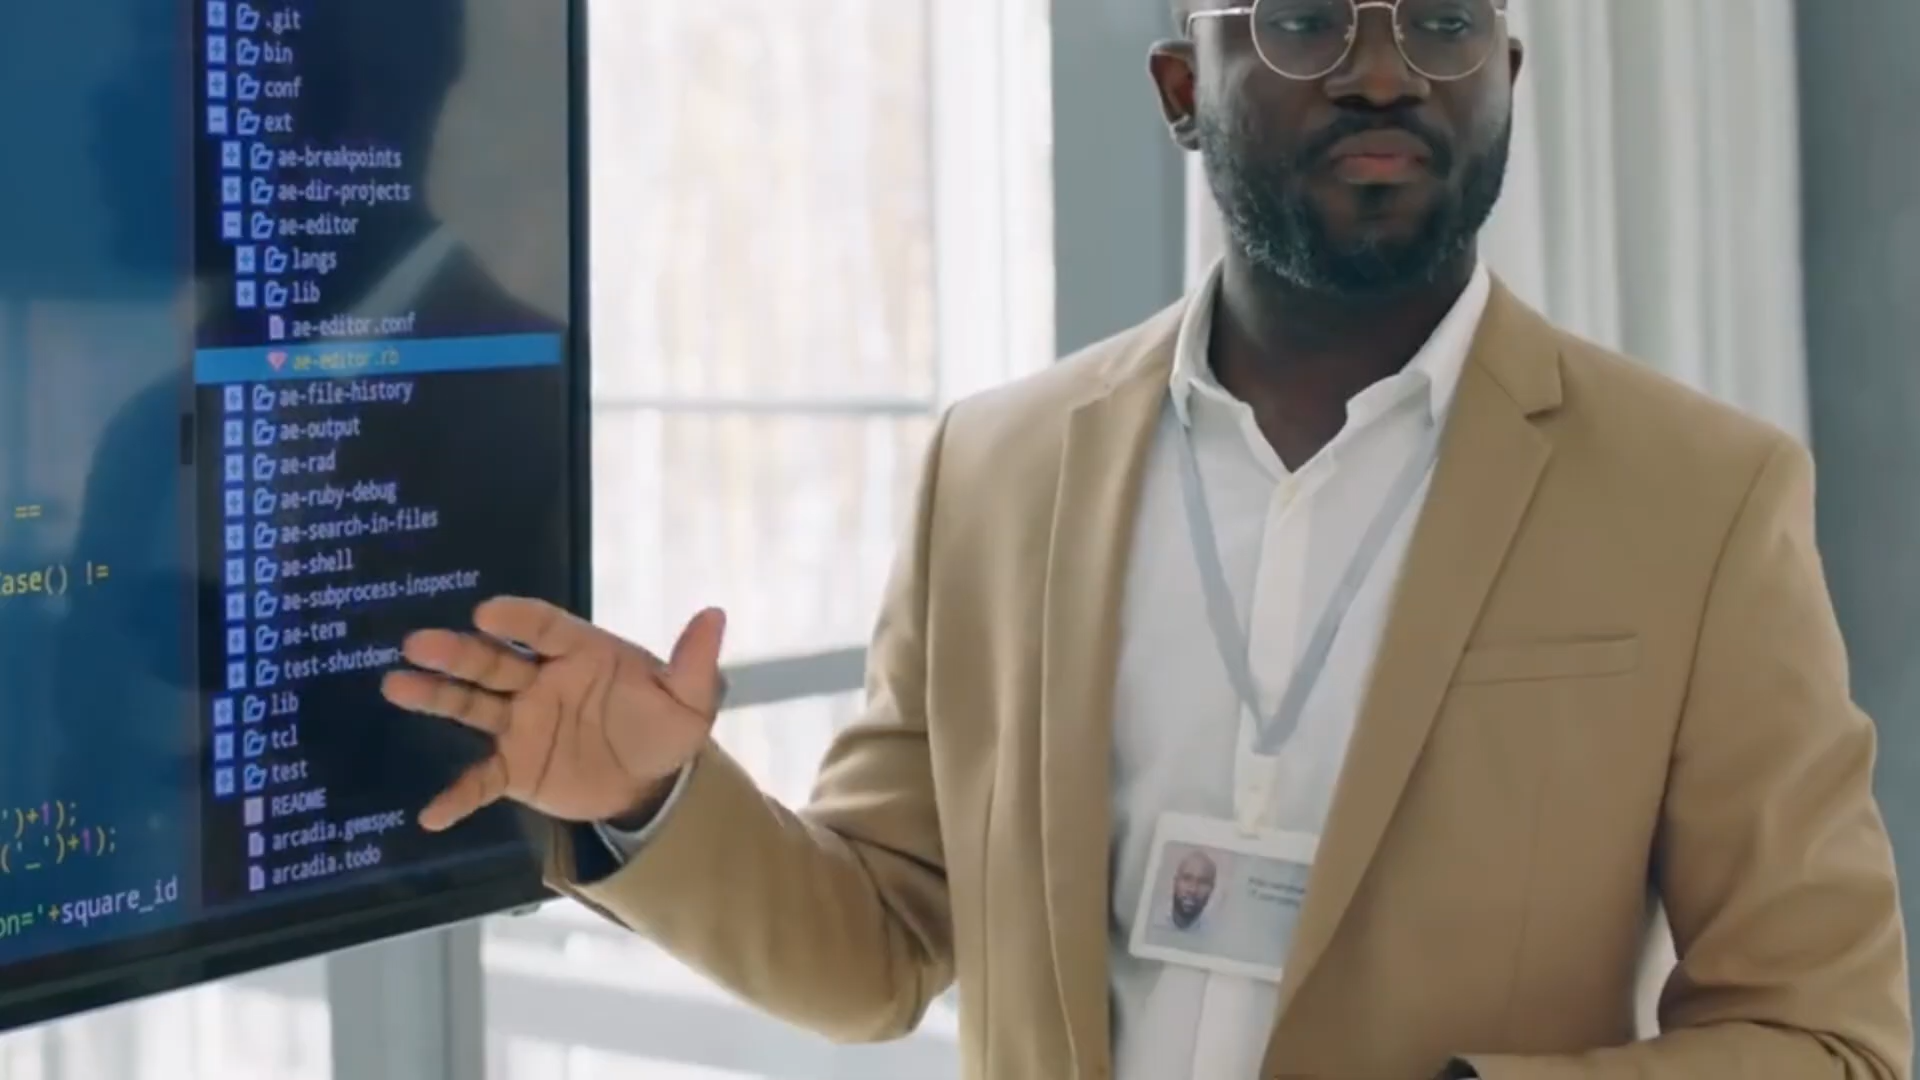 .git
bin
conf
ext
ae-breakpoints
ae-dir-projects
ae-editor
langs
lib
ae-editor.conf
ae-editor.rb
ae-file-history
ae-output
ae-rad
ae-ruby-debug
ae-search-in-files
ae-shell
ae-subprocess-inspector
ae-term
test-shutdown-
lib
tcl
test
README
arcadia.gemspec
arcadia.todo
==
ase() !=
')+1);
('_')+1);
on='+square_id